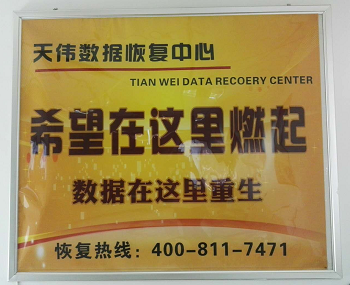 天伟数据恢复中心
TIAN WEI DATA RECOERY CENTER
希望在这里燃起
数据在这里重生
恢复热线：400-811-7471